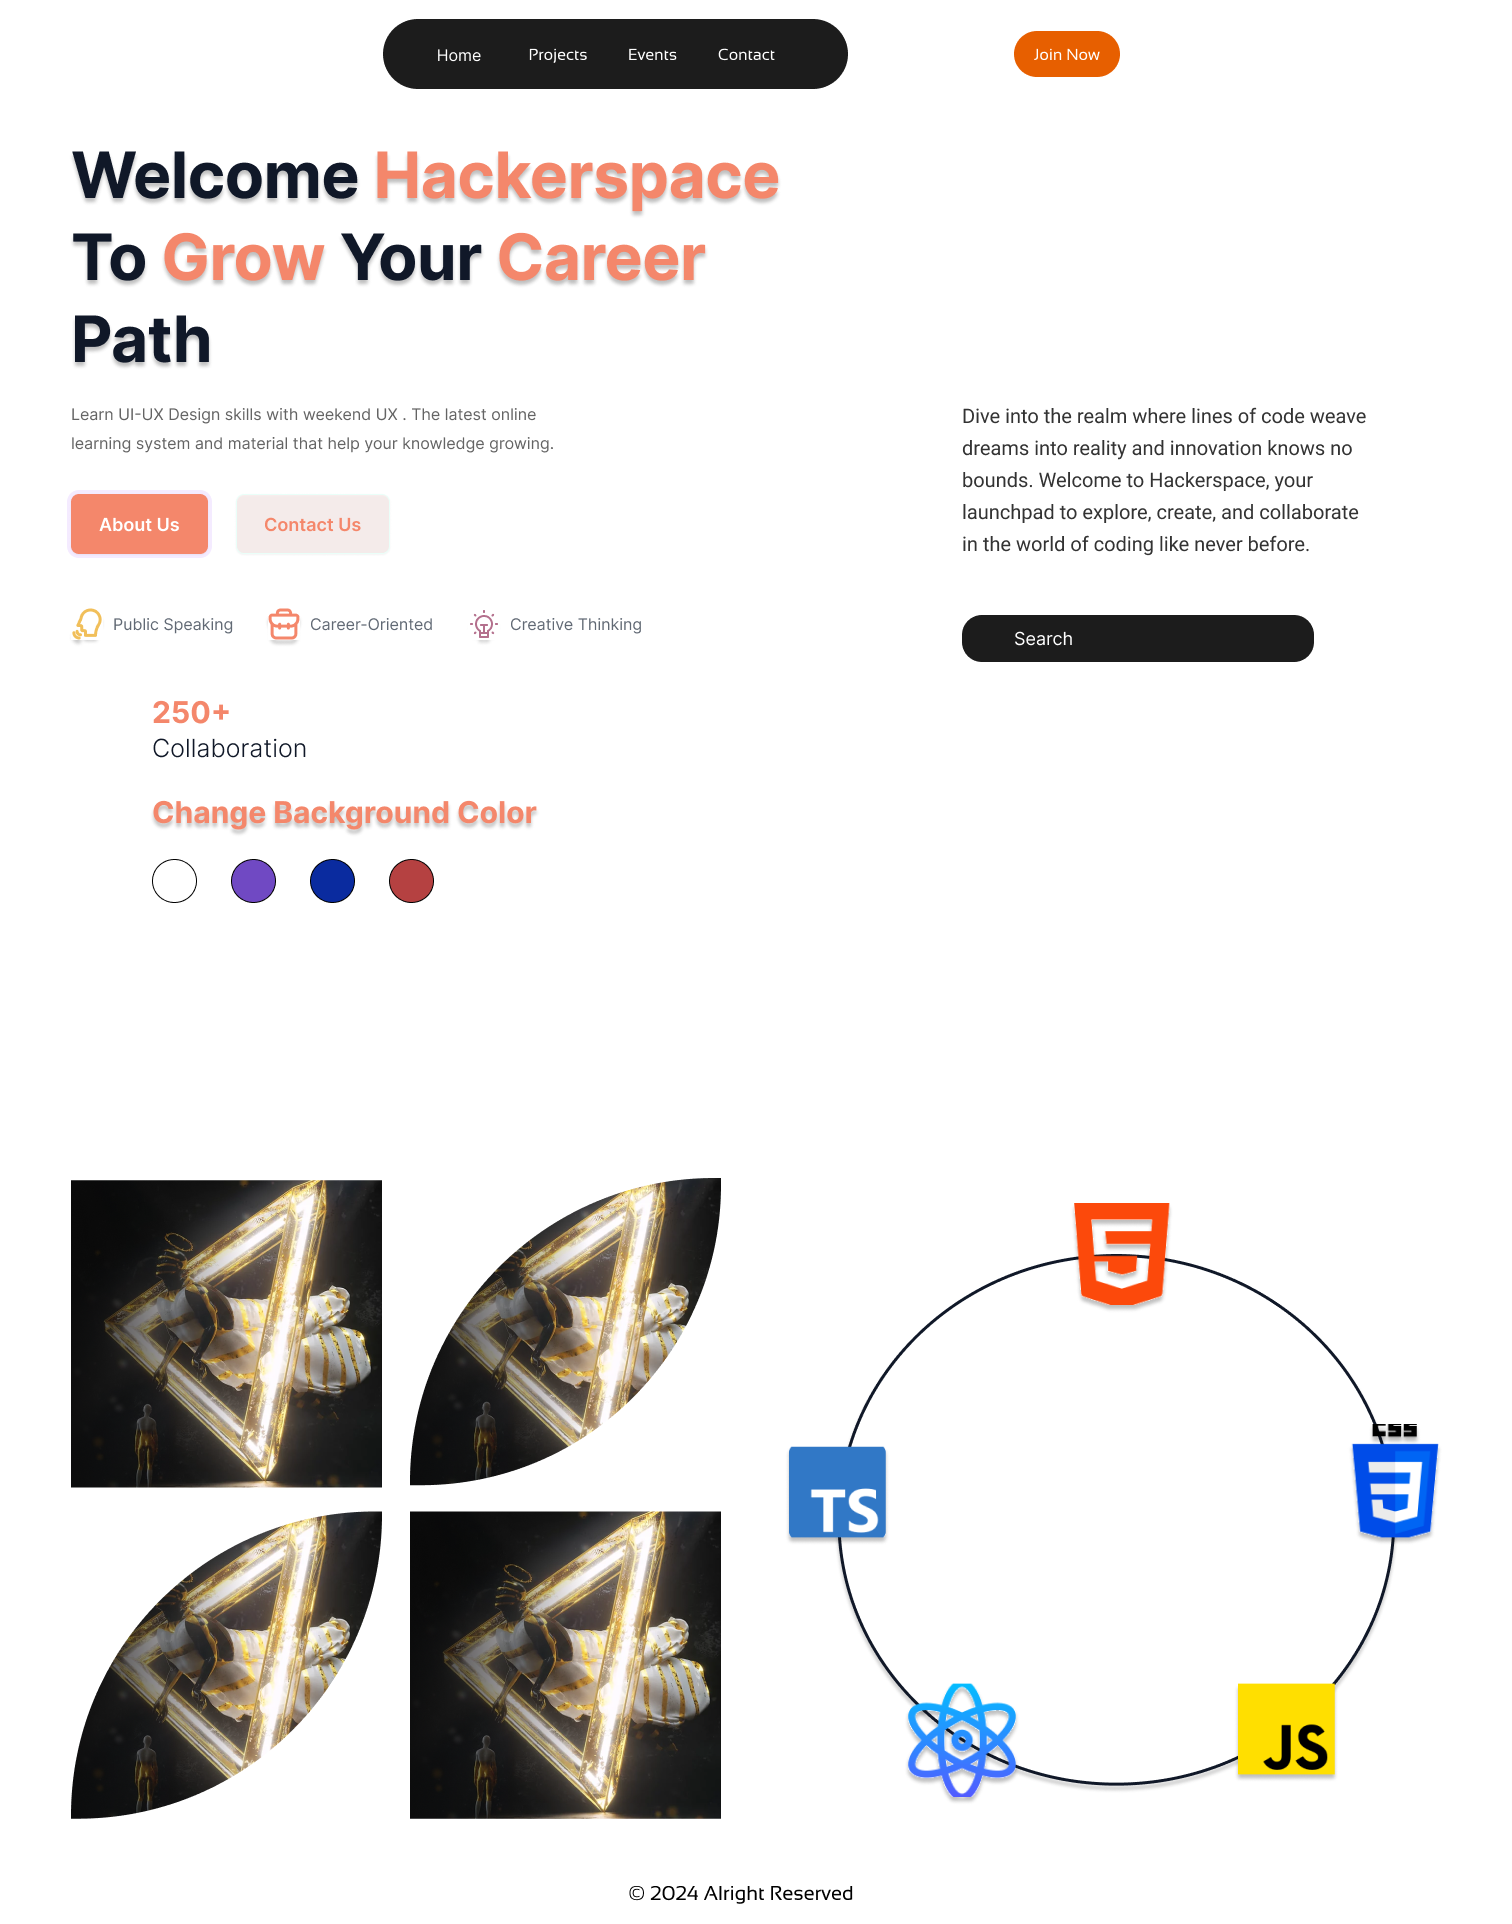 Home Projects Events Contact Join Now
Welcome Hackerspace
To Grow Your Career
Path
Learn UI-UX Design skills with weekend UX . The latest online
learning system and material that help your knowledge growing.
About Us Contact Us
Public Speaking Career-Oriented Creative Thinking
250+
Collaboration
Change Background Color
Dive into the realm where lines of code weave
dreams into reality and innovation knows no
bounds. Welcome to Hackerspace, your
launchpad to explore, create, and collaborate
in the world of coding like never before.
Search
5
CSS
3
TS
JS
© 2024 Alright Reserved